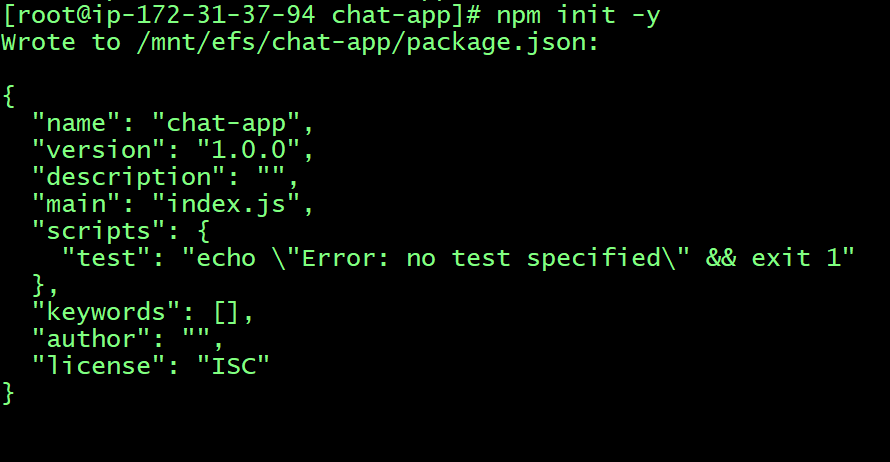 [root@ip-172-31-37-94 chat-app]# npm init -y
Wrote to /mnt/efs/chat-app/package.json:

{
  "name": "chat-app",
  "version": "1.0.0",
  "description": "",
  "main": "index.js",
  "scripts": {
    "test": "echo \"Error: no test specified\" && exit 1"
  },
  "keywords": [],
  "author": "",
  "license": "ISC"
}